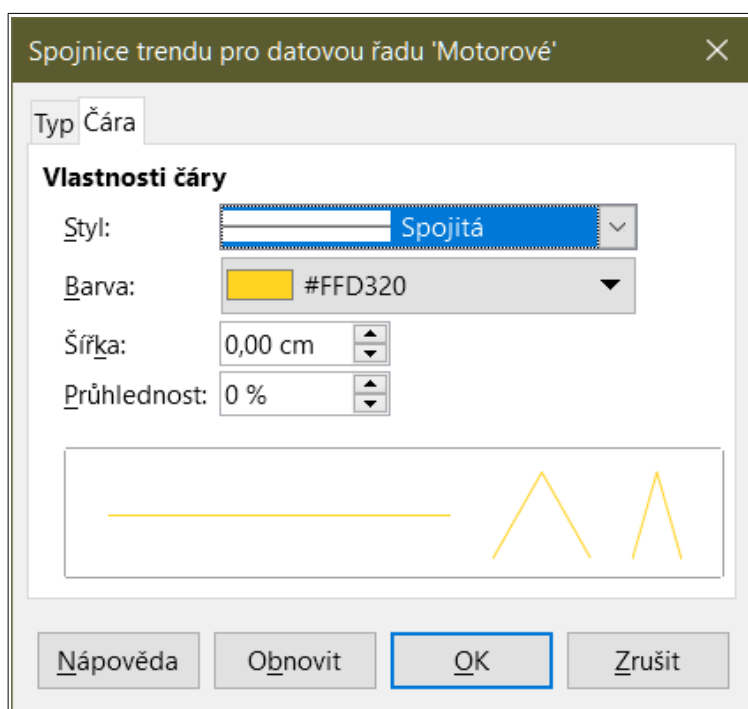 Spojnice trendu pro datovou řadu 'Motorové'
Typ Čára
Vlastnosti čáry
Styl: Spojitá
Barva: #FFD320
Šířka: 0,00 cm
Průhlednost: 0 %
Nápověda Obnovit OK Zrušit